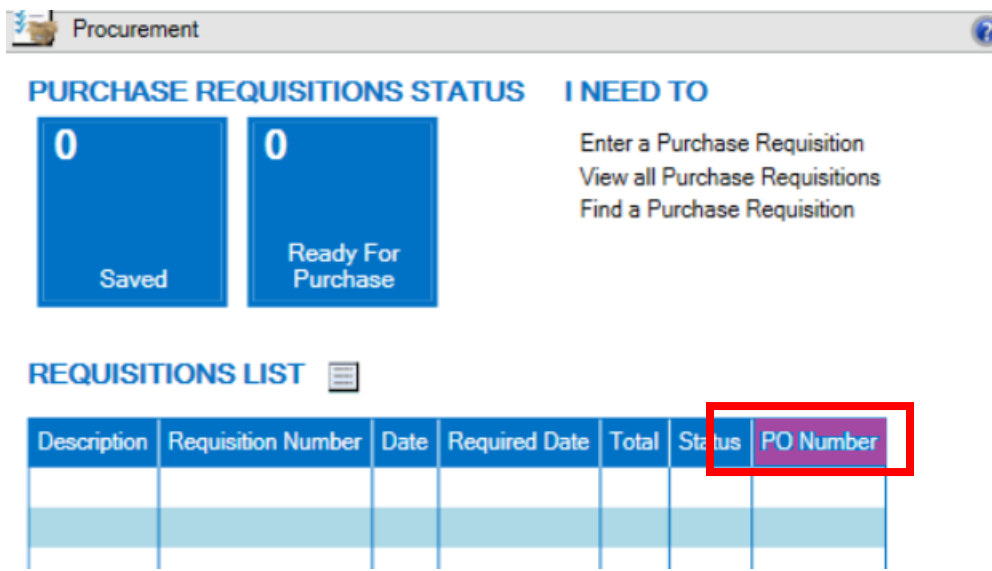 Procurement
PURCHASE REQUISITIONS STATUS
I NEED TO
0
Saved
0
Ready For
Purchase
Enter a Purchase Requisition
View all Purchase Requisitions
Find a Purchase Requisition
REQUISITIONS LIST
Description Requisition Number Date Required Date Total Status PO Number